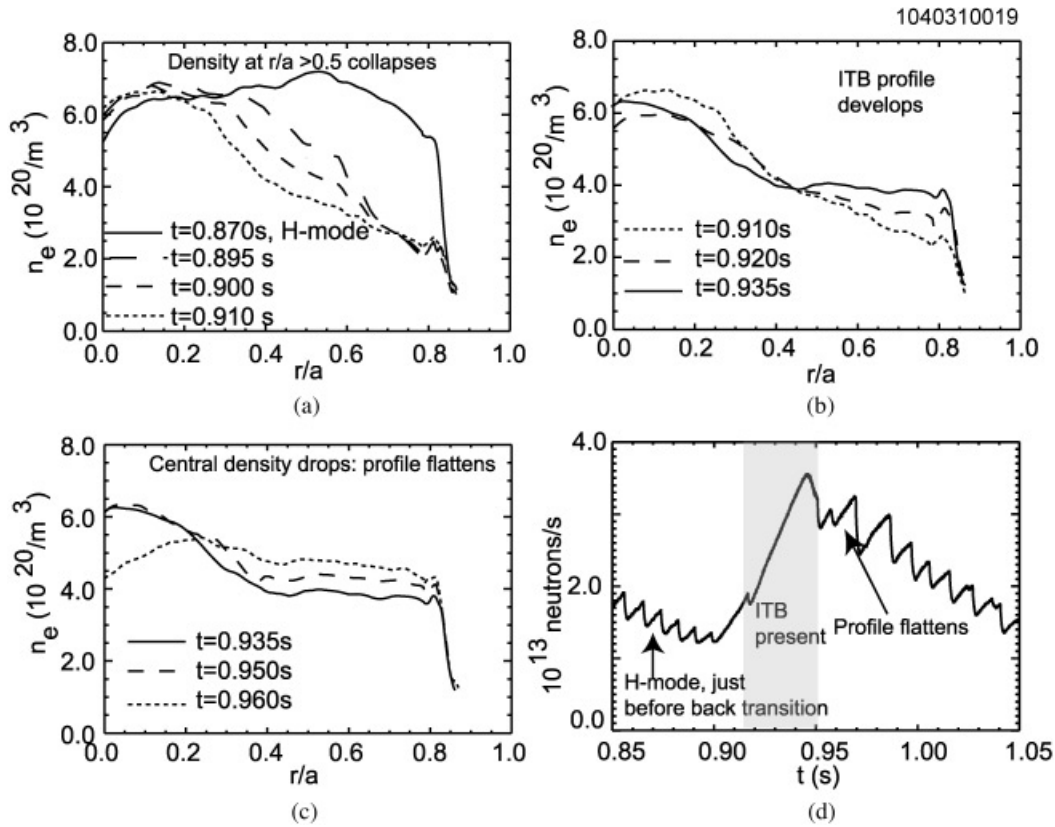 1040310019
(a)
Density at r/a >0.5 collapses
8.0
6.0
4.0
2.0
0.0
n_e (10^20/m^3)
t=0.870s, H-mode
t=0.895 s
t=0.900 s
t=0.910 s
0.0 0.2 0.4 0.6 0.8 1.0
r/a
(a)
(b)
ITB profile
develops
8.0
6.0
4.0
2.0
0.0
n_e (10^20/m^3)
t=0.910s
t=0.920s
t=0.935s
0.0 0.2 0.4 0.6 0.8 1.0
r/a
(b)
Central density drops: profile flattens
8.0
6.0
4.0
2.0
0.0
n_e (10^20/m^3)
t=0.935s
t=0.950s
t=0.960s
0.0 0.2 0.4 0.6 0.8 1.0
r/a
(c)
4.0
2.0
0.0
10^13 neutrons/s
ITB
present
Profile flattens
H-mode, just
before back transition
0.85 0.90 0.95 1.00 1.05
t (s)
(d)